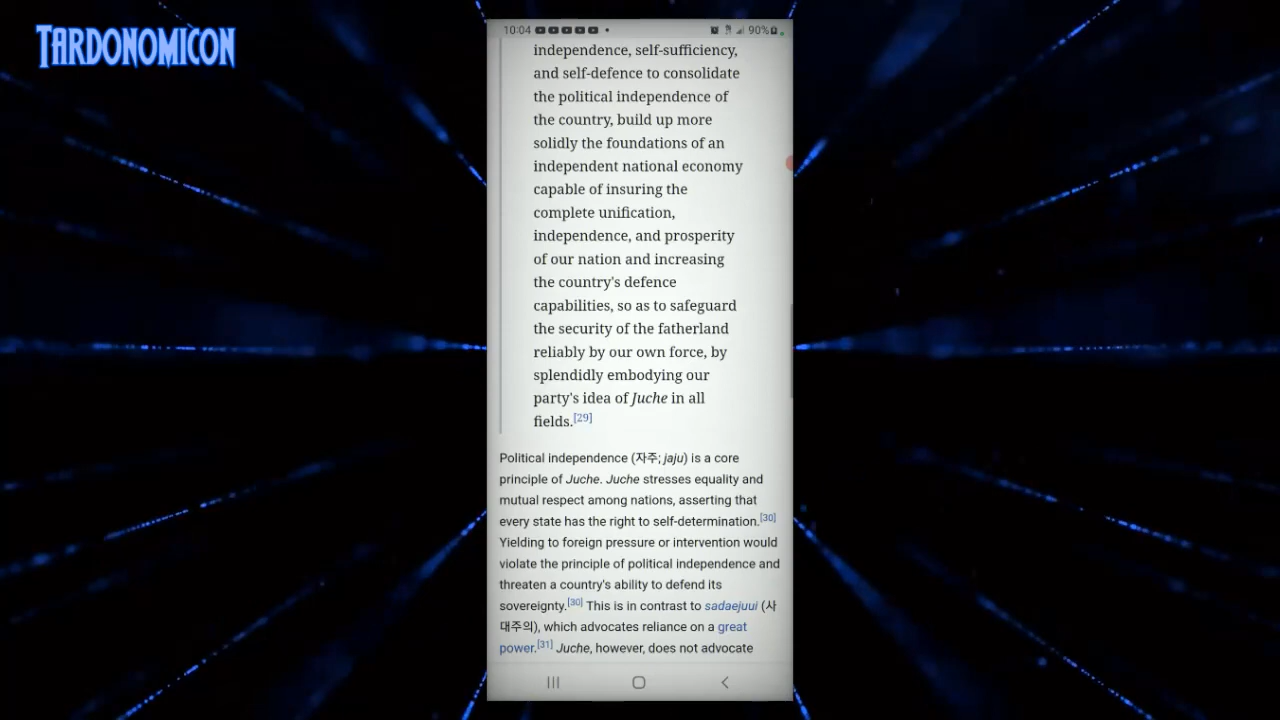 TARDONOMICON
10:04
90%
independence, self-sufficiency,
and self-defence to consolidate
the political independence of
the country, build up more
solidly the foundations of an
independent national economy
capable of insuring the
complete unification,
independence, and prosperity
of our nation and increasing
the country's defence
capabilities, so as to safeguard
the security of the fatherland
reliably by our own force, by
splendidly embodying our
party's idea of Juche in all
fields.[29]
Political independence (자주; jaju) is a core
principle of Juche. Juche stresses equality and
mutual respect among nations, asserting that
every state has the right to self-determination.[30]
Yielding to foreign pressure or intervention would
violate the principle of political independence and
threaten a country's ability to defend its
sovereignty.[30] This is in contrast to sadaejuui (사
대주의), which advocates reliance on a great
power.[31] Juche, however, does not advocate